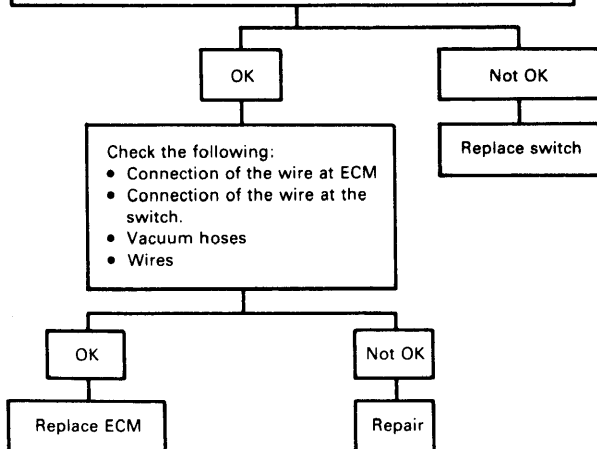 OK
Not OK
Check the following:
• Connection of the wire at ECM
• Connection of the wire at the
switch.
• Vacuum hoses
• Wires
Replace switch
OK
Not OK
Replace ECM
Repair